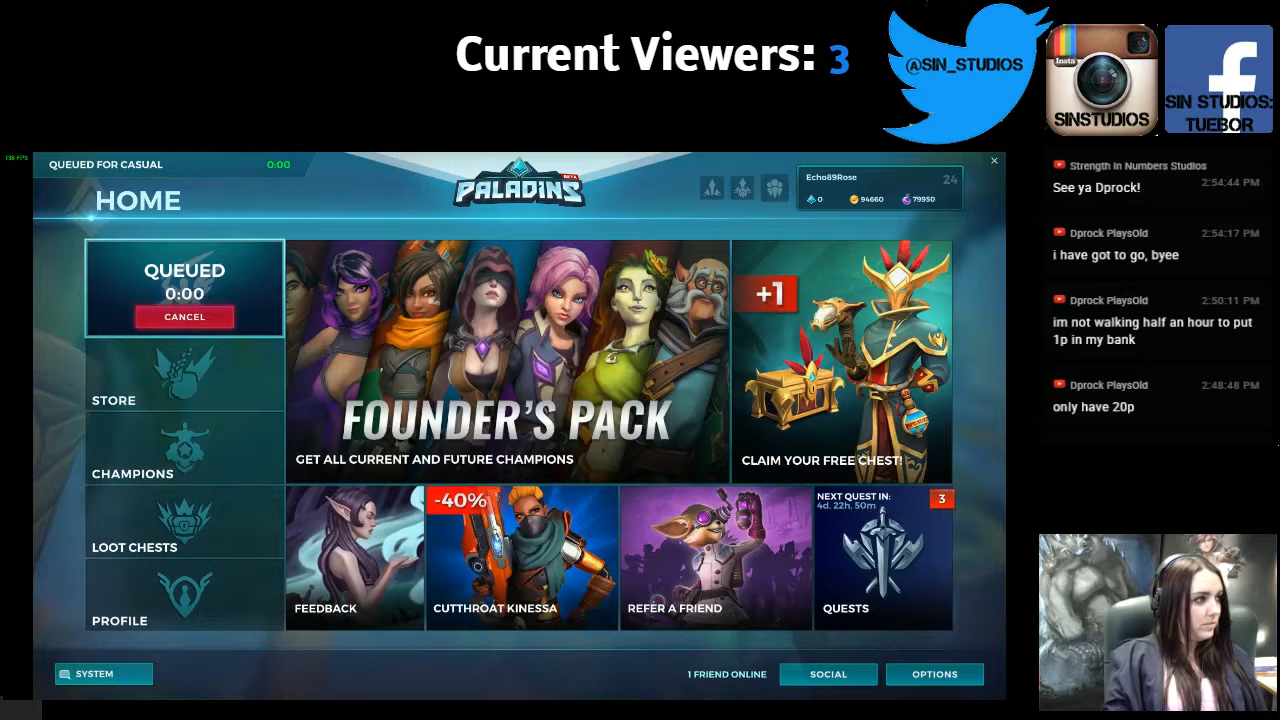 Current Viewers: 3
@SIN_STUDIOS
Insta
SINSTUDIOS
SIN STUDIOS:
TUEBOR
136 FPS
QUEUED FOR CASUAL
0:00
HOME
PALADINS
BETA
Echo89Rose
24
0
94660
79950
QUEUED
0:00
CANCEL
STORE
CHAMPIONS
LOOT CHESTS
PROFILE
FOUNDER'S PACK
GET ALL CURRENT AND FUTURE CHAMPIONS
+1
CLAIM YOUR FREE CHEST!
FEEDBACK
-40%
CUTTHROAT KINESSA
REFER A FRIEND
NEXT QUEST IN:
4d, 22h, 50m
3
QUESTS
SYSTEM
1 FRIEND ONLINE
SOCIAL
OPTIONS
Strength In Numbers Studios
See ya Dprock!
2:54:44 PM
Dprock PlaysOld
2:54:17 PM
i have got to go, byee
Dprock PlaysOld
2:50:11 PM
im not walking half an hour to put
1p in my bank
Dprock PlaysOld
2:48:48 PM
only have 20p